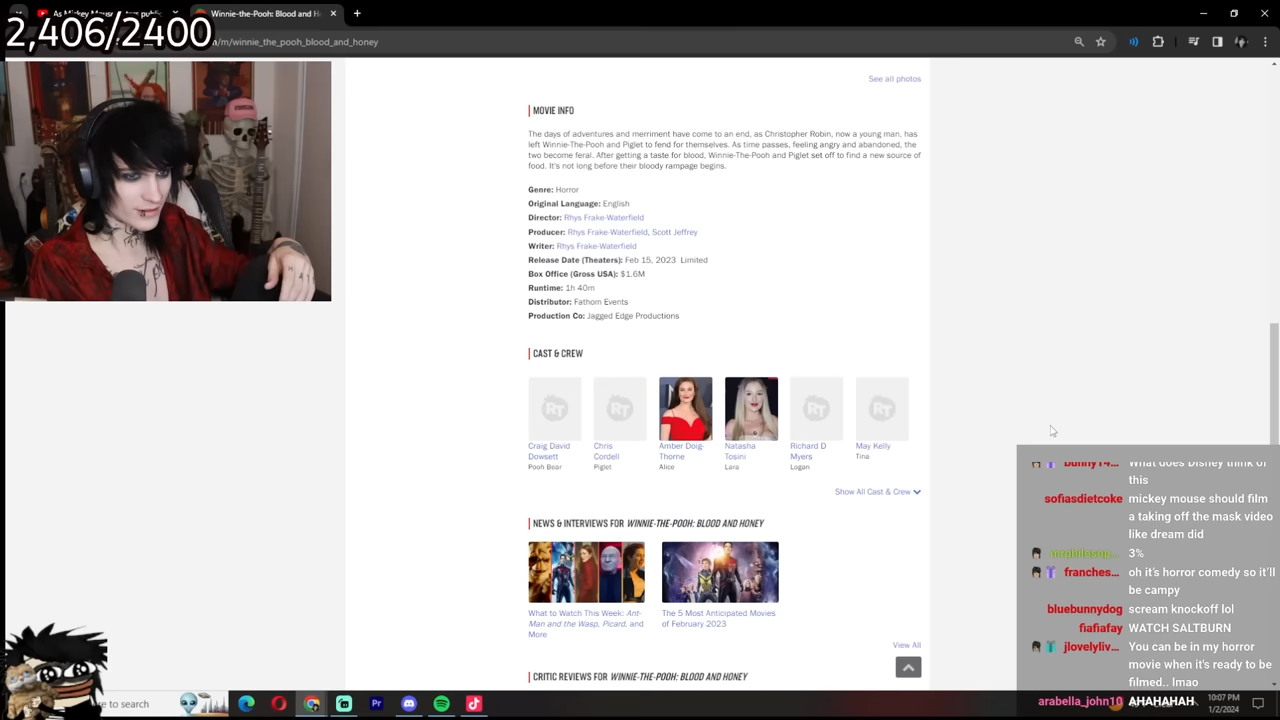 Winnie-the-Pooh: Blood and H
2,406/2400
/m/winnie_the_pooh_blood_and_honey
See all photos
MOVIE INFO
The days of adventures and merriment have come to an end, as Christopher Robin, now a young man, has
left Winnie-The-Pooh and Piglet to fend for themselves. As time passes, feeling angry and abandoned, the
two become feral. After getting a taste for blood, Winnie-The-Pooh and Piglet set off to find a new source of
food. It's not long before their bloody rampage begins.
Genre: Horror
Original Language: English
Director: Rhys Frake-Waterfield
Producer: Rhys Frake-Waterfield, Scott Jeffrey
Writer: Rhys Frake-Waterfield
Release Date (Theaters): Feb 15, 2023 Limited
Box Office (Gross USA): $1.6M
Runtime: 1h 40m
Distributor: Fathom Events
Production Co: Jagged Edge Productions
CAST & CREW
RT RT RT RT
Craig David Dowsett
Pooh Bear
Chris Cordell
Piglet
Amber Doig-Thorne
Alice
Natasha Tosini
Lara
Richard D Myers
Logan
May Kelly
Tina
Show All Cast & Crew
NEWS & INTERVIEWS FOR WINNIE-THE-POOH: BLOOD AND HONEY
What to Watch This Week: Ant-
Man and the Wasp, Picard, and
More
The 5 Most Anticipated Movies
of February 2023
View All
CRITIC REVIEWS FOR WINNIE-THE-POOH: BLOOD AND HONEY
What does Disney think of
this
sofiasdietcoke mickey mouse should film
a taking off the mask video
like dream did
3%
franches... oh it's horror comedy so it'll
be campy
bluebunnydog scream knockoff lol
fiafiafay WATCH SALTBURN
jlovelyliv... You can be in my horror
movie when it's ready to be
filmed.. lmao
arabella_john10 AHAHAHAH
e to search
10:07 PM
1/2/2024